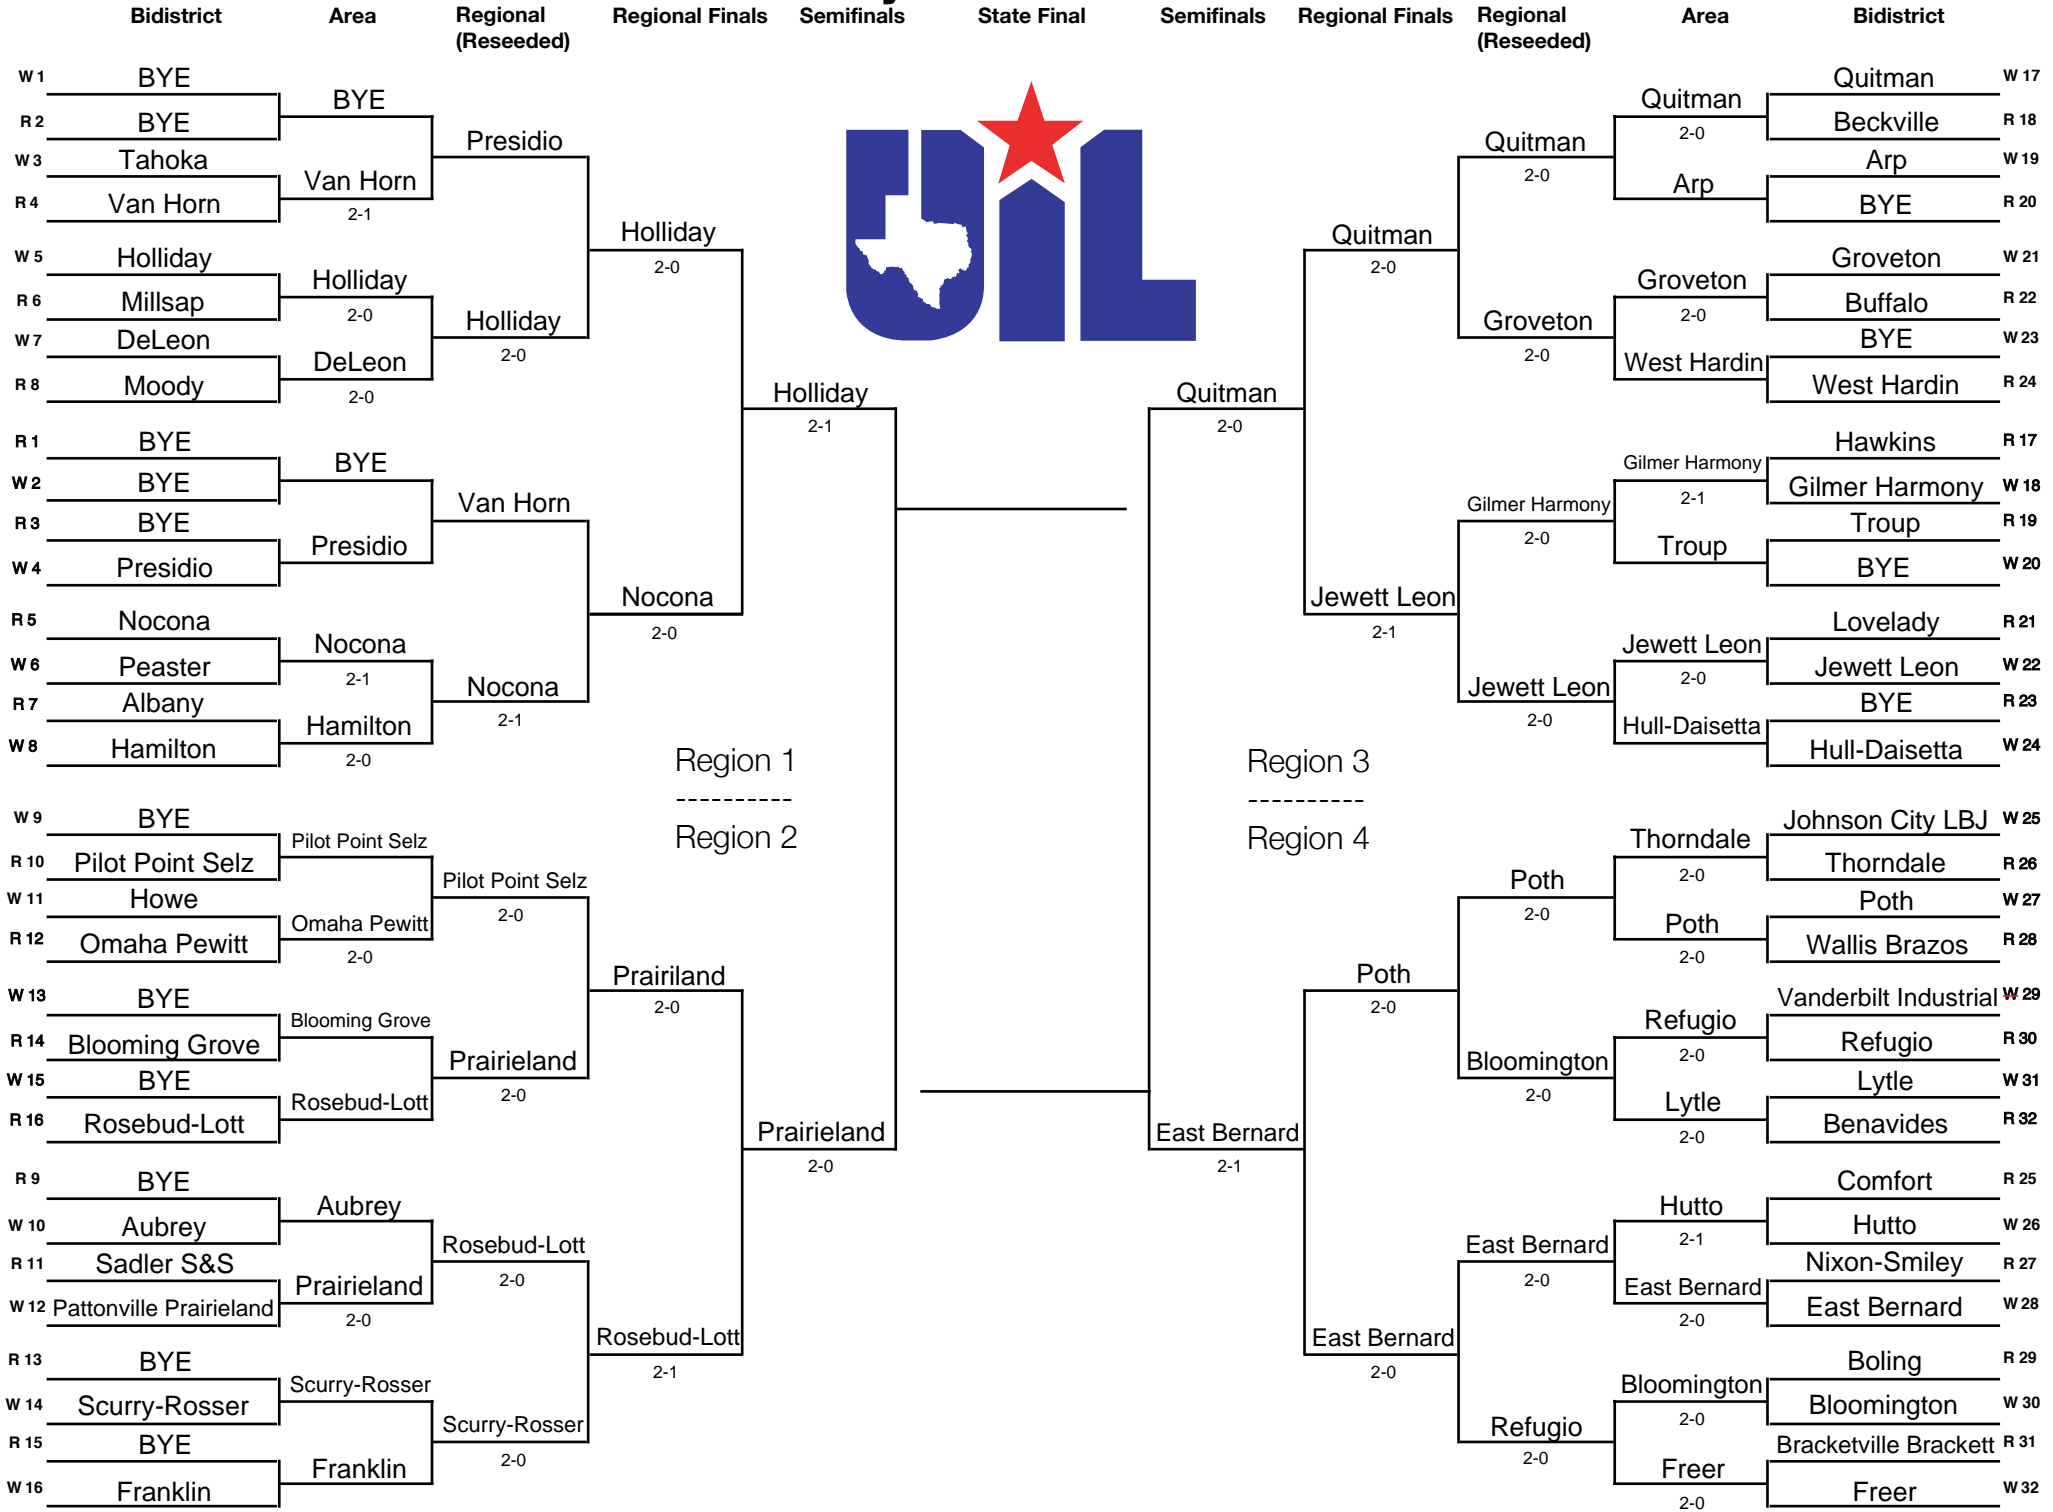 Bidistrict
Area
Regional
(Reseeded)
Regional Finals
Semifinals
State Final
Semifinals
Regional Finals
Regional
(Reseeded)
Area
Bidistrict
W 1
BYE
R 2
BYE
W 3
Tahoka
R 4
Van Horn
W 5
Holliday
R 6
Millsap
W 7
DeLeon
R 8
Moody
R 1
BYE
W 2
BYE
R 3
BYE
W 4
Presidio
R 5
Nocona
W 6
Peaster
R 7
Albany
W 8
Hamilton
W 9
BYE
R 10
Pilot Point Selz
W 11
Howe
R 12
Omaha Pewitt
W 13
BYE
R 14
Blooming Grove
W 15
BYE
R 16
Rosebud-Lott
R 9
BYE
W 10
Aubrey
R 11
Sadler S&S
W 12
Pattonville Prairieland
R 13
BYE
W 14
Scurry-Rosser
R 15
BYE
W 16
Franklin
BYE
Van Horn
2-1
Holliday
2-0
DeLeon
2-0
BYE
Presidio
Nocona
2-1
Hamilton
2-0
Pilot Point Selz
Omaha Pewitt
2-0
Blooming Grove
Rosebud-Lott
Aubrey
Prairieland
2-0
Scurry-Rosser
Franklin
Presidio
Holliday
2-0
Van Horn
Nocona
2-1
Pilot Point Selz
2-0
Prairieland
2-0
Rosebud-Lott
2-0
Scurry-Rosser
2-0
Holliday
2-0
Nocona
2-0
Region 1
----------
Region 2
Prairiland
2-0
Rosebud-Lott
2-1
Holliday
2-1
Prairieland
2-0
UIL
Quitman
2-0
East Bernard
2-1
Quitman
2-0
Jewett Leon
2-1
Region 3
----------
Region 4
Poth
2-0
East Bernard
2-0
Quitman
2-0
Groveton
2-0
Gilmer Harmony
2-0
Jewett Leon
2-0
Poth
2-0
Bloomington
2-0
East Bernard
2-0
Refugio
2-0
Quitman
2-0
Arp
Groveton
2-0
West Hardin
Gilmer Harmony
2-1
Troup
Jewett Leon
2-0
Hull-Daisetta
Thorndale
2-0
Poth
2-0
Refugio
2-0
Lytle
2-0
Hutto
2-1
East Bernard
2-0
Bloomington
2-0
Freer
2-0
Quitman
W 17
Beckville
R 18
Arp
W 19
BYE
R 20
Groveton
W 21
Buffalo
R 22
BYE
W 23
West Hardin
R 24
Hawkins
R 17
Gilmer Harmony
W 18
Troup
R 19
BYE
W 20
Lovelady
R 21
Jewett Leon
W 22
BYE
R 23
Hull-Daisetta
W 24
Johnson City LBJ
W 25
Thorndale
R 26
Poth
W 27
Wallis Brazos
R 28
Vanderbilt Industrial
W 29
Refugio
R 30
Lytle
W 31
Benavides
R 32
Comfort
R 25
Hutto
W 26
Nixon-Smiley
R 27
East Bernard
W 28
Boling
R 29
Bloomington
W 30
Bracketville Brackett
R 31
Freer
W 32